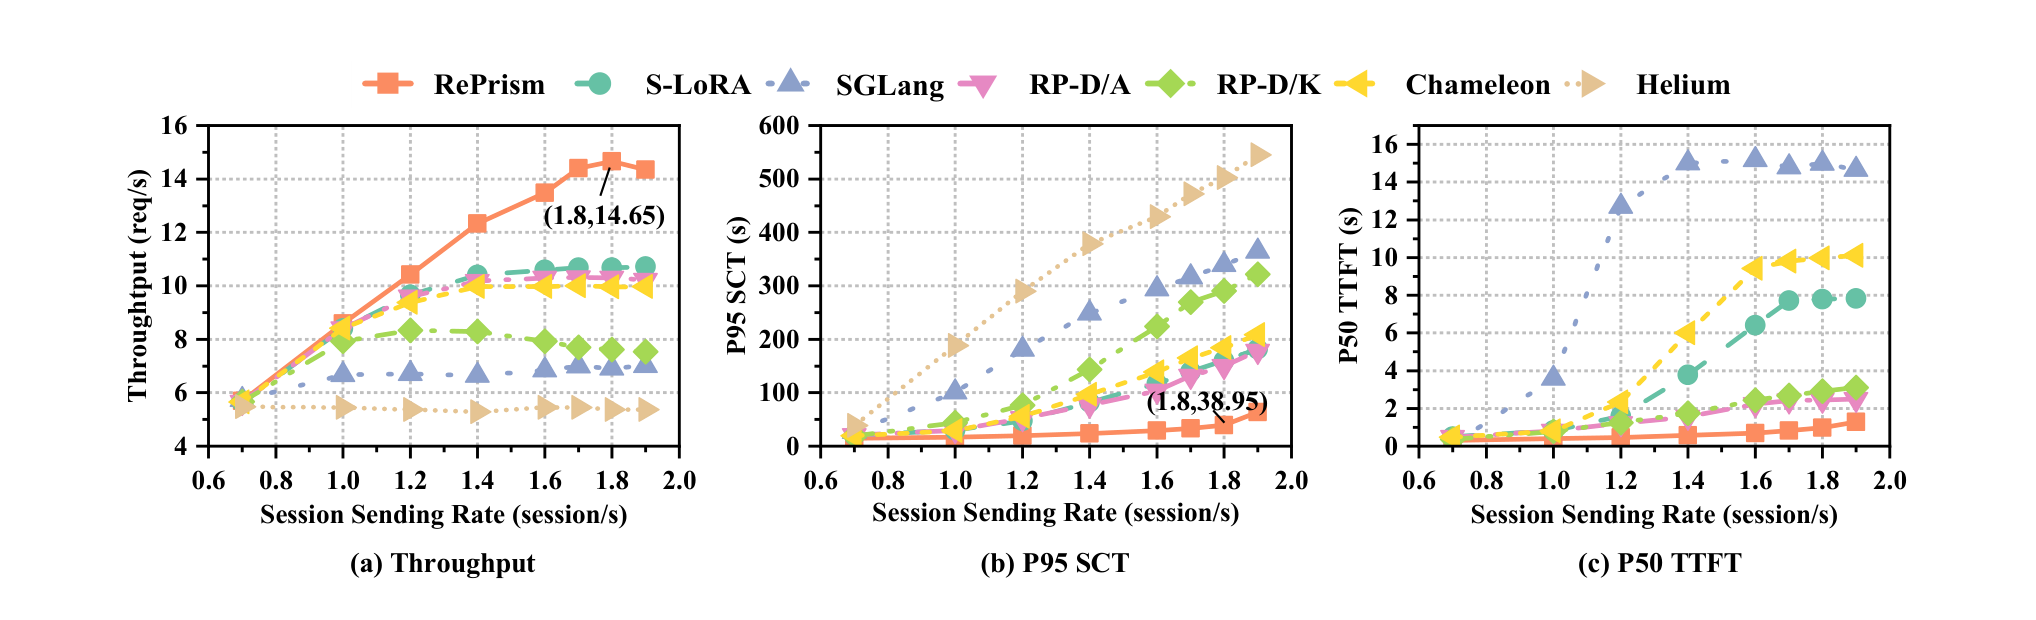 RePrism S-LoRA SGLang RP-D/A RP-D/K Chameleon Helium
Throughtput (req/s)
16
14
12
10
8
6
4
(1.8,14.65)
0.6 0.8 1.0 1.2 1.4 1.6 1.8 2.0
Session Sending Rate (session/s)
(a) Throughput
P95 SCT (s)
600
500
400
300
200
100
0
(1.8,38.95)
0.6 0.8 1.0 1.2 1.4 1.6 1.8 2.0
Session Sending Rate (session/s)
(b) P95 SCT
P50 TTFT (s)
16
14
12
10
8
6
4
2
0
0.6 0.8 1.0 1.2 1.4 1.6 1.8 2.0
Session Sending Rate (session/s)
(c) P50 TTFT